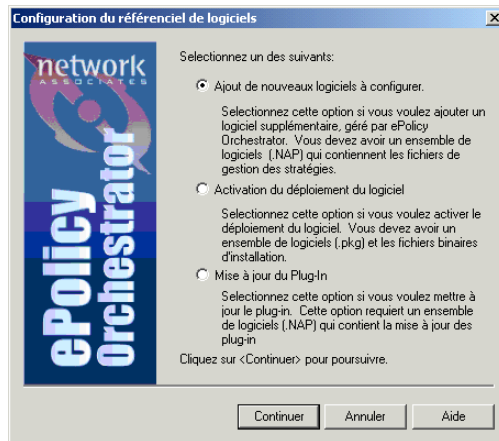 Configuration du référenciel de logiciels
network
ASSOCIATES
ePolicy
Orchestrator
Selectionnez un des suivants:
Ajout de nouveaux logiciels à configurer.
Selectionnez cette option si vous voulez ajouter un
logiciel supplémentaire, géré par ePolicy
Orchestrator. Vous devez avoir un ensemble de
logiciels (.NAP) qui contiennent les fichiers de
gestion des stratégies.
Activation du déploiement du logiciel
Selectionnez cette option si vous voulez activer le
déploiement du logiciel. Vous devez avoir un
ensemble de logiciels (.pkg) et les fichiers binaires
d'installation.
Mise à jour du Plug-In
Selectionnez cette option si vous voulez mettre à
jour le plug-in. Cette option requiert un ensemble
de logiciels (.NAP) qui contient la mise à jour des
plug-in
Cliquez sur <Continuer> pour poursuivre.
Continuer
Annuler
Aide